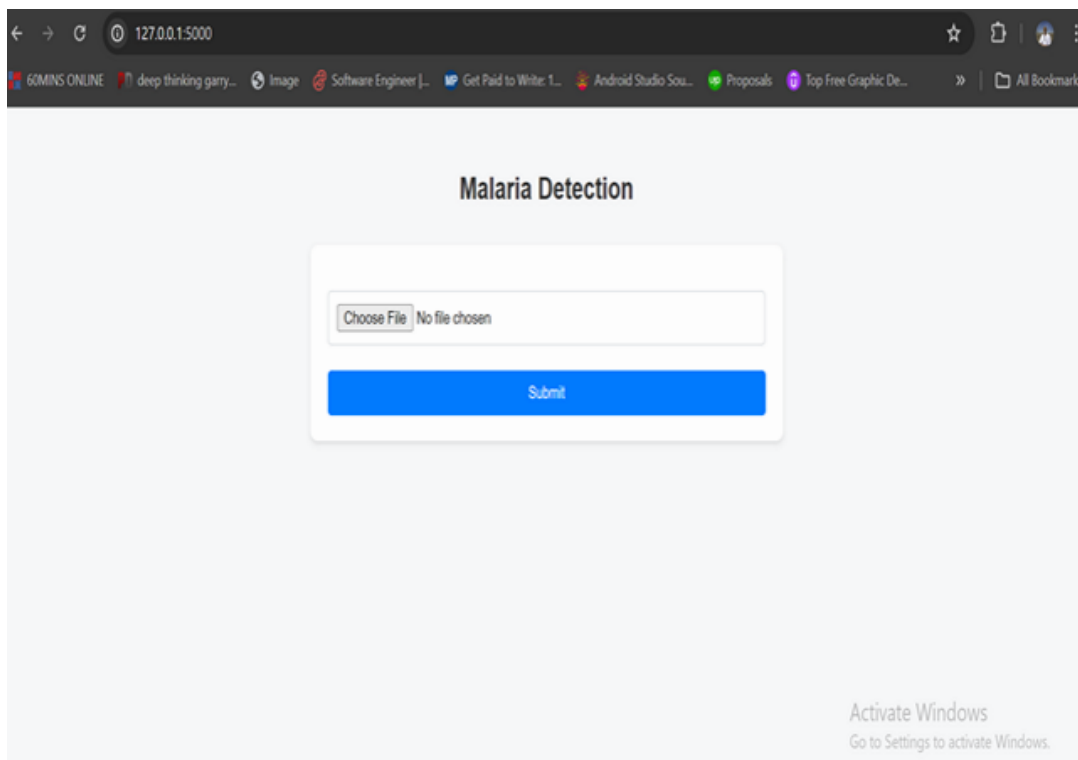 127.0.0.1:5000
60MINS ONLINE deep thinking garry... Image Software Engineer |... Get Paid to Write: 1... Android Studio Sou... Proposals Top Free Graphic De... » All Bookmark
Malaria Detection
Choose File No file chosen
Submit
Activate Windows
Go to Settings to activate Windows.